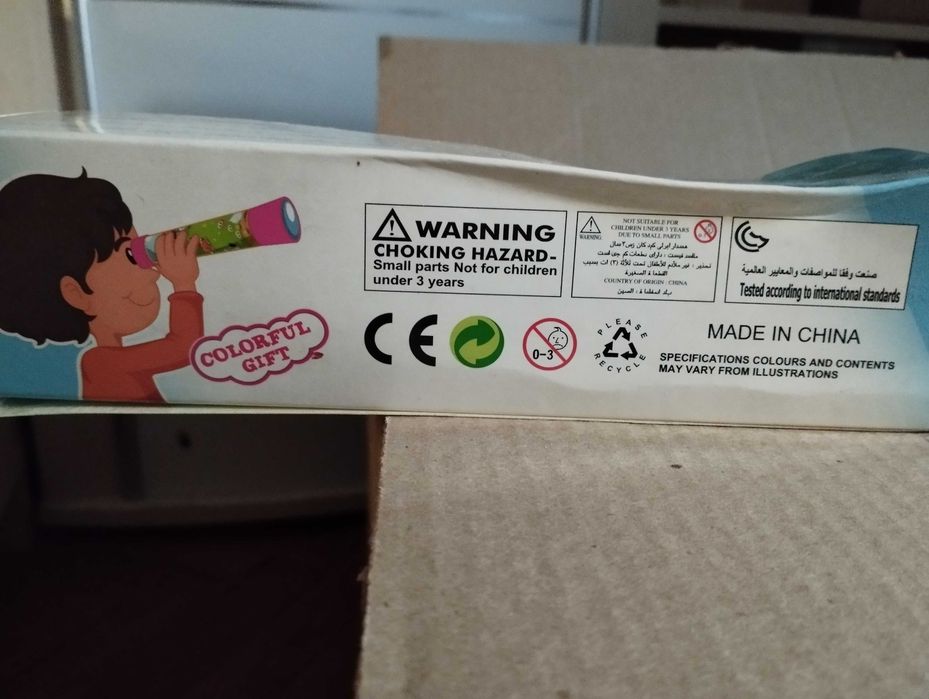 COLORFUL
GIFT
WARNING
CHOKING HAZARD-
Small parts Not for children
under 3 years
WARNING
NOT SUITABLE FOR
CHILDREN UNDER 3 YEARS
DUE TO SMALL PARTS
COUNTRY OF ORIGIN : CHINA
صنعت وفقا للمواصفات والمعايير العالمية
Tested according to international standards
CE
0-3
PLEASE
RECYCLE
MADE IN CHINA
SPECIFICATIONS COLOURS AND CONTENTS
MAY VARY FROM ILLUSTRATIONS